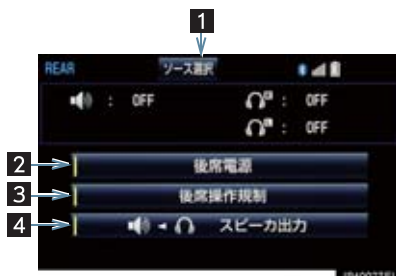 1
REAR ソース選択
: OFF : OFF
: OFF
2 後席電源
3 後席操作規制
4 スピーカ出力